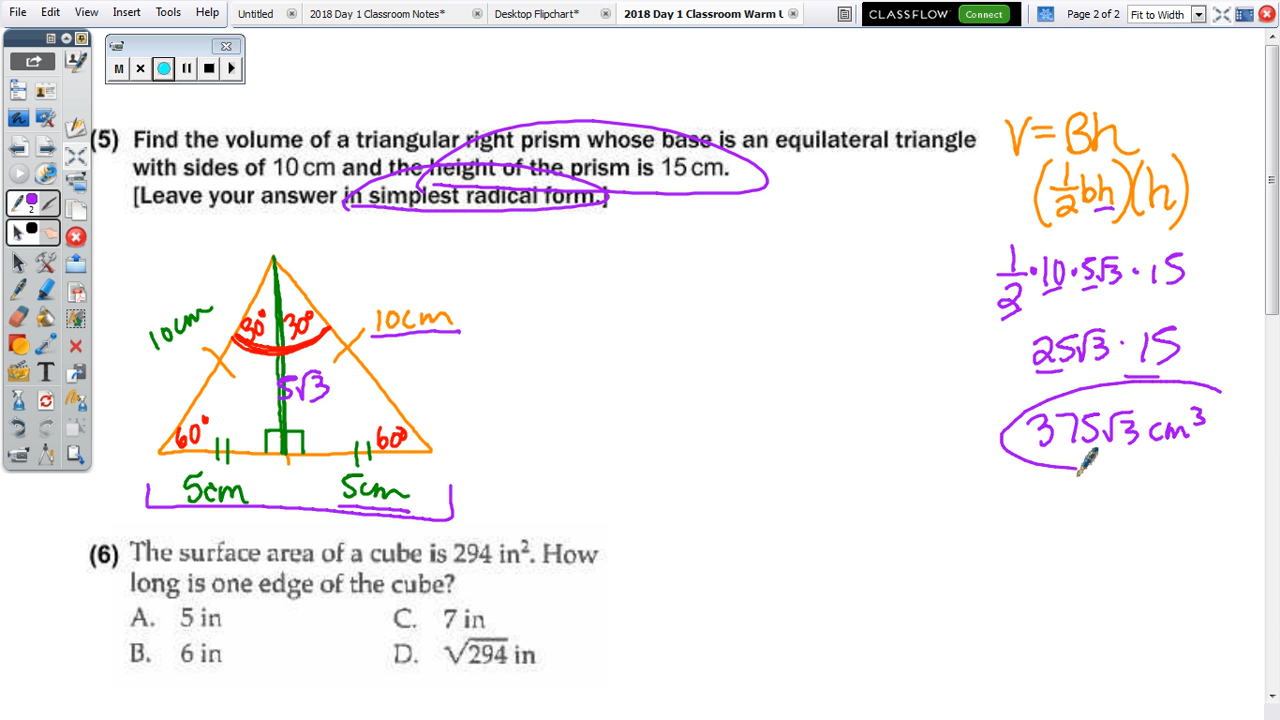 File Edit View Insert Tools Help
Untitled
2018 Day 1 Classroom Notes*
Desktop Flipchart*
2018 Day 1 Classroom Warm U
CLASSFLOW Connect
Page 2 of 2
Fit to Width
M
2
(5) Find the volume of a triangular right prism whose base is an equilateral triangle
with sides of 10 cm and the height of the prism is 15 cm.
[Leave your answer in simplest radical form.]
10cm
30° 30°
10cm
5√3
60° 60°
5cm 5cm
V = Bh
(1/2 bh)(h)
1/2 · 10 · 5√3 · 15
25√3 · 15
375√3 cm³
(6) The surface area of a cube is 294 in². How
long is one edge of the cube?
A. 5 in C. 7 in
B. 6 in D. √294 in